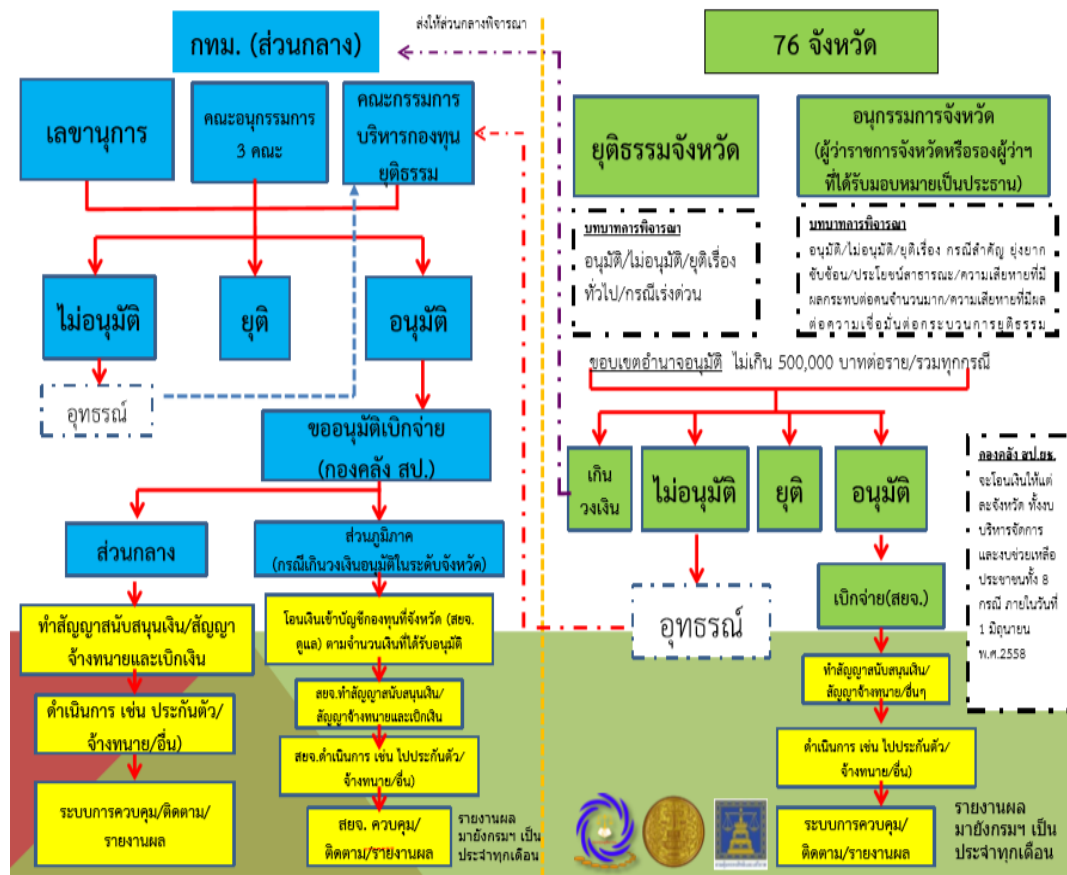 ส่งให้ส่วนกลางพิจารณา
กทม. (ส่วนกลาง)
เลขานุการ
คณะอนุกรรมการ
3 คณะ
คณะกรรมการ
บริหารกองทุน
ยุติธรรม
ไม่อนุมัติ
ยุติ
อนุมัติ
อุทธรณ์
ขออนุมัติเบิกจ่าย
(กองคลัง สป.)
ส่วนกลาง
ส่วนภูมิภาค
(กรณีเกินวงเงินอนุมัติในระดับจังหวัด)
ทำสัญญาสนับสนุนเงิน/สัญญา
จ้างทนายและเบิกเงิน
ดำเนินการ เช่น ประกันตัว/
จ้างทนาย/อื่น)
ระบบการควบคุม/ติดตาม/
รายงานผล
โอนเงินเข้าบัญชีกองทุนที่จังหวัด (สยจ.
ดูแล) ตามจำนวนเงินที่ได้รับอนุมัติ
สยจ.ทำสัญญาสนับสนุนเงิน/
สัญญาจ้างทนายและเบิกเงิน
สยจ.ดำเนินการ เช่น ไปประกันตัว/
จ้างทนาย/อื่น)
สยจ. ควบคุม/
ติดตาม/รายงานผล
รายงานผล
มายังกรมฯ เป็น
ประจำทุกเดือน
76 จังหวัด
ยุติธรรมจังหวัด
อนุกรรมการจังหวัด
(ผู้ว่าราชการจังหวัดหรือรองผู้ว่าฯ
ที่ได้รับมอบหมายเป็นประธาน)
บทบาทการพิจารณา
อนุมัติ/ไม่อนุมัติ/ยุติเรื่อง
ทั่วไป/กรณีเร่งด่วน
บทบาทการพิจารณา
อนุมัติ/ไม่อนุมัติ/ยุติเรื่อง กรณีสำคัญ ยุ่งยาก
ซับซ้อน/ประโยชน์สาธารณะ/ความเสียหายที่มี
ผลกระทบต่อคนจำนวนมาก/ความเสียหายที่มีผล
ต่อความเชื่อมั่นต่อกระบวนการยุติธรรม
ขอบเขตอำนาจอนุมัติ ไม่เกิน 500,000 บาทต่อราย/รวมทุกกรณี
เกิน
วงเงิน
ไม่อนุมัติ
ยุติ
อนุมัติ
อุทธรณ์
เบิกจ่าย(สยจ.)
ทำสัญญาสนับสนุนเงิน/
สัญญาจ้างทนาย/อื่นๆ
ดำเนินการ เช่น ไปประกันตัว/
จ้างทนาย/อื่น)
ระบบการควบคุม/
ติดตาม/รายงานผล
กองคลัง สป.ยธ.
จะโอนเงินให้แต่
ละจังหวัด ทั้งงบ
บริหารจัดการ
และงบช่วยเหลือ
ประชาชนทั้ง 8
กรณี ภายในวันที่
1 มิถุนายน
พ.ศ.2558
รายงานผล
มายังกรมฯ เป็น
ประจำทุกเดือน